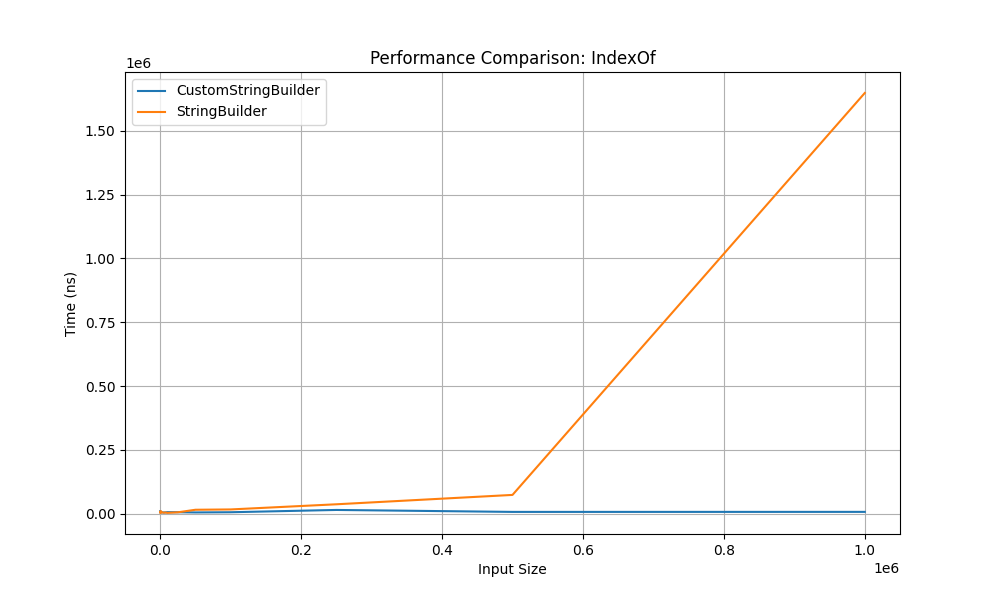 Performance Comparison: IndexOf
1e6
CustomStringBuilder
StringBuilder
1.50
1.25
1.00
0.75
0.50
0.25
0.00
Time (ns)
0.0 0.2 0.4 0.6 0.8 1.0
1e6
Input Size